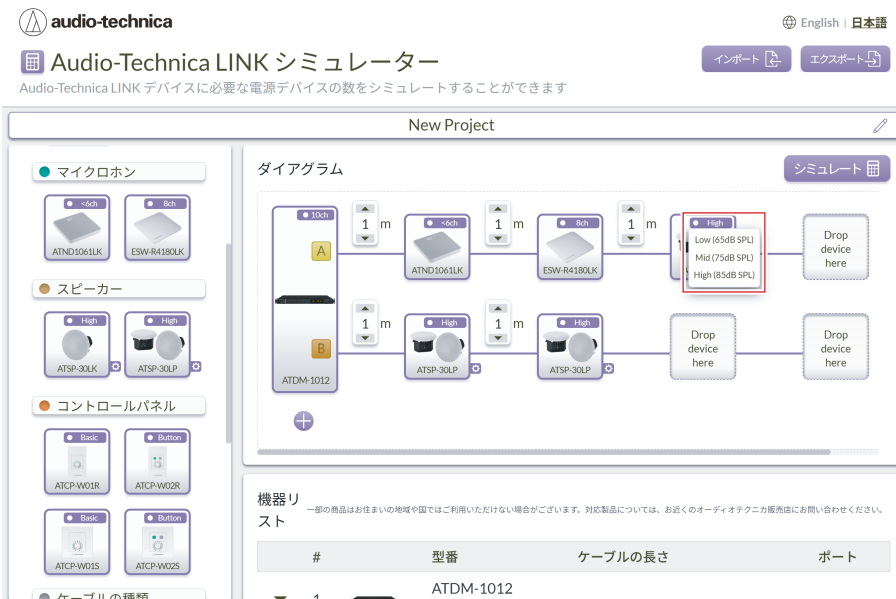 audio-technica
English | 日本語
Audio-Technica LINK シミュレーター
インポート
エクスポート
Audio-Technica LINK デバイスに必要な電源デバイスの数をシミュレートすることができます
New Project
マイクロホン
<6ch
ATND1061LK
8ch
ESW-R4180LK
スピーカー
High
ATSP-30LK
High
ATSP-30LP
コントロールパネル
Basic
ATCP-W01R
Button
ATCP-W02R
Basic
ATCP-W01S
Button
ATCP-W02S
ケーブルの種類
ダイアグラム
シミュレート
10ch
A
B
ATDM-1012
1 m
<6ch
ATND1061LK
1 m
8ch
ESW-R4180LK
1 m
High
Low (65dB SPL)
Mid (75dB SPL)
High (85dB SPL)
Drop
device
here
1 m
High
ATSP-30LP
1 m
High
ATSP-30LP
Drop
device
here
Drop
device
here
機器リ
スト
一部の商品はお住まいの地域や国ではご利用いただけない場合がございます。対応製品については、お近くのオーディオテクニカ販売店にお問い合わせください。
# 型番 ケーブルの長さ ポート
1 ATDM-1012